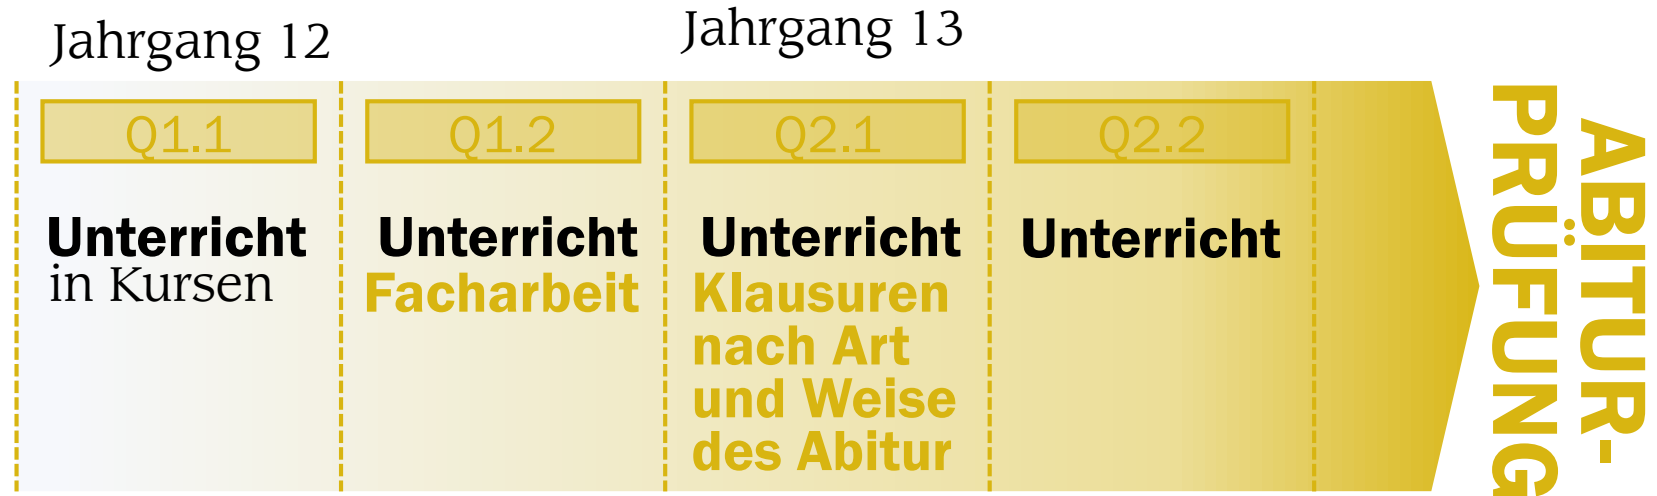 Jahrgang 12
Jahrgang 13
Q1.1
Unterricht
in Kursen
Q1.2
Unterricht
Facharbeit
Q2.1
Unterricht
Klausuren
nach Art
und Weise
des Abitur
Q2.2
Unterricht
ABITUR-
PRÜFUNG